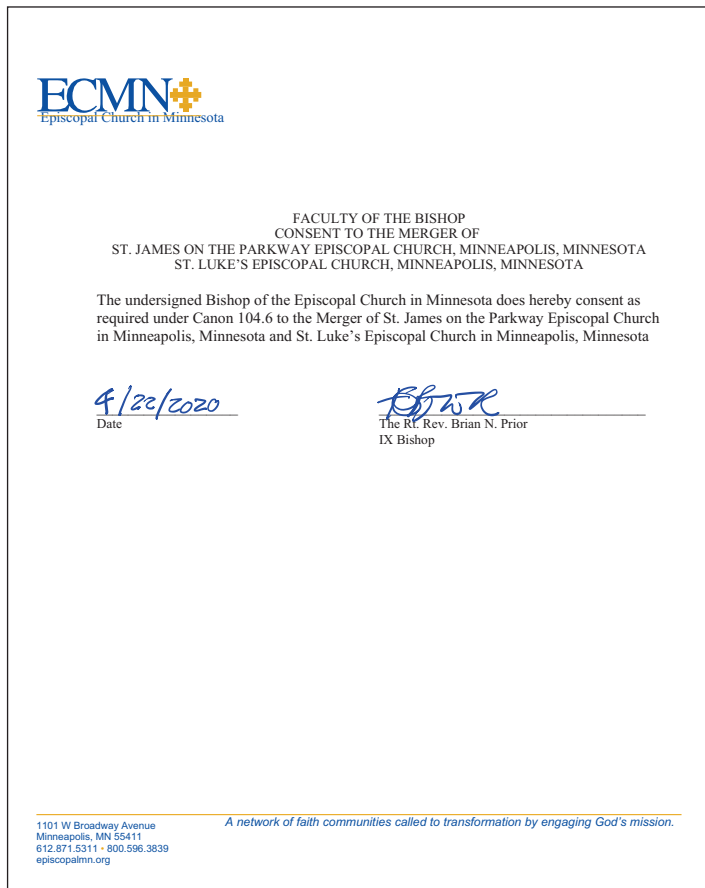 ECMN
Episcopal Church in Minnesota
FACULTY OF THE BISHOP
CONSENT TO THE MERGER OF
ST. JAMES ON THE PARKWAY EPISCOPAL CHURCH, MINNEAPOLIS, MINNESOTA
ST. LUKE'S EPISCOPAL CHURCH, MINNEAPOLIS, MINNESOTA
The undersigned Bishop of the Episcopal Church in Minnesota does hereby consent as
required under Canon 104.6 to the Merger of St. James on the Parkway Episcopal Church
in Minneapolis, Minnesota and St. Luke's Episcopal Church in Minneapolis, Minnesota
4/22/2020
Date
The Rt. Rev. Brian N. Prior
IX Bishop
1101 W Broadway Avenue
Minneapolis, MN 55411
612.871.5311 • 800.596.3839
episcopalmn.org
A network of faith communities called to transformation by engaging God's mission.